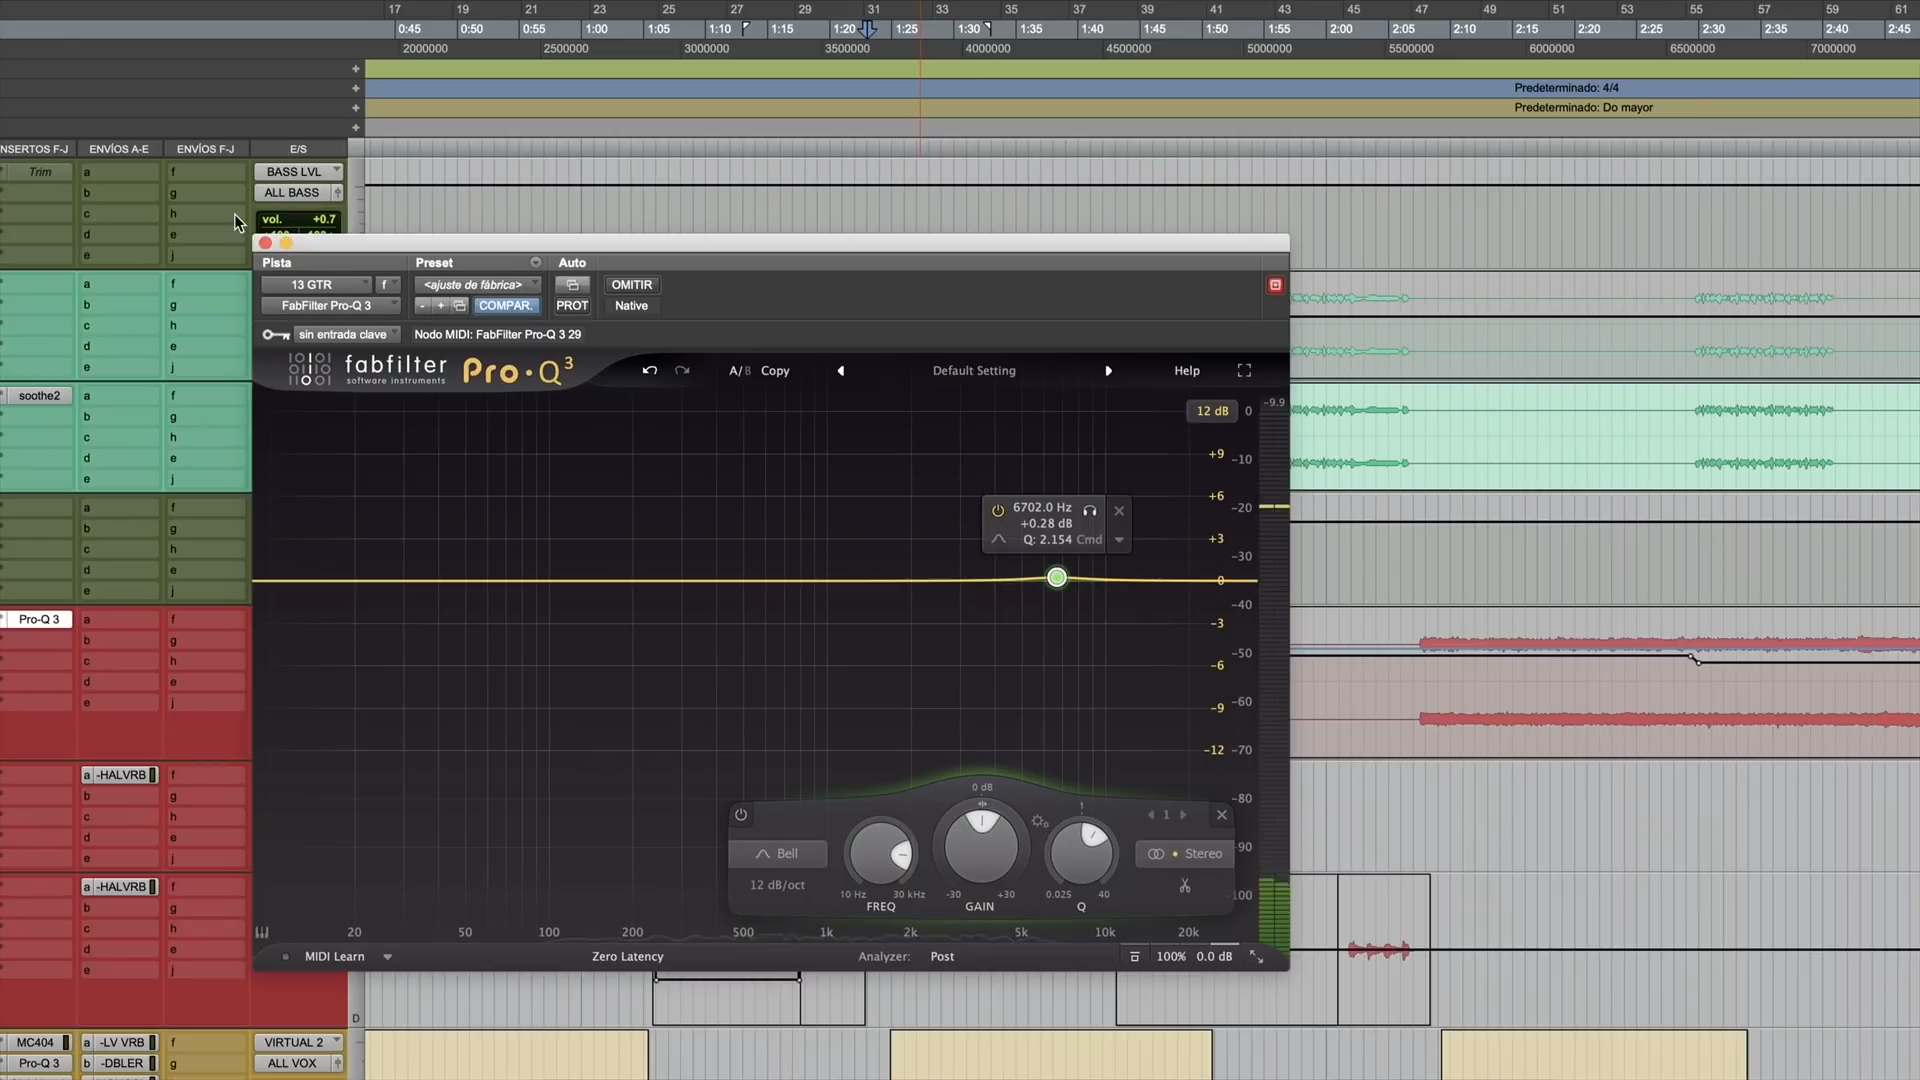 17 19 21 23 25 27 29 31 33 35 37 39 41 43 45 47 49 51 53 55 57 59 61
0:45 0:50 0:55 1:00 1:05 1:10 1:15 1:20 1:25 1:30 1:35 1:40 1:45 1:50 1:55 2:00 2:05 2:10 2:15 2:20 2:25 2:30 2:35 2:40 2:45
2000000 2500000 3000000 3500000 4000000 4500000 5000000 5500000 6000000 6500000 7000000
Predeterminado: 4/4
Predeterminado: Do mayor
NSERTOS F-J ENVÍOS A-E ENVÍOS F-J E/S
Trim a f BASS LVL
b g ALL BASS
c h vol. +0.7
d e
e j
Pista Preset Auto
13 GTR f <ajuste de fábrica> OMITIR
FabFilter Pro-Q 3 - + COMPAR. PROT Native
sin entrada clave Nodo MIDI: FabFilter Pro-Q 3 29
fabfilter
software instruments
Pro·Q3
A/B Copy Default Setting Help
a f
b g
c h
d e
e j
soothe2 a f
b g
c h
d e
e j
12 dB 0 -9.9
+9 -10
+6 -20
+3 -30
0 -40
-3 -50
-6 -60
-9 -70
-12 -80
-90
100
6702.0 Hz
+0.28 dB
Q: 2.154 Cmd
a f
b g
c h
d e
e j
Pro-Q 3 a f
b g
c h
d e
e j
a -HALVRB f
b g
c h
d e
e j
a -HALVRB f
b g
c h
d e
e j
0 dB 1 1
Bell Stereo
12 dB/oct
10 Hz 30 kHz -30 +30 0.025 40
FREQ GAIN Q
20 50 100 200 500 1k 2k 5k 10k 20k
MIDI Learn Zero Latency Analyzer: Post 100% 0.0 dB
D
MC404 a -LV VRB f VIRTUAL 2
Pro-Q 3 b -DBLER g ALL VOX